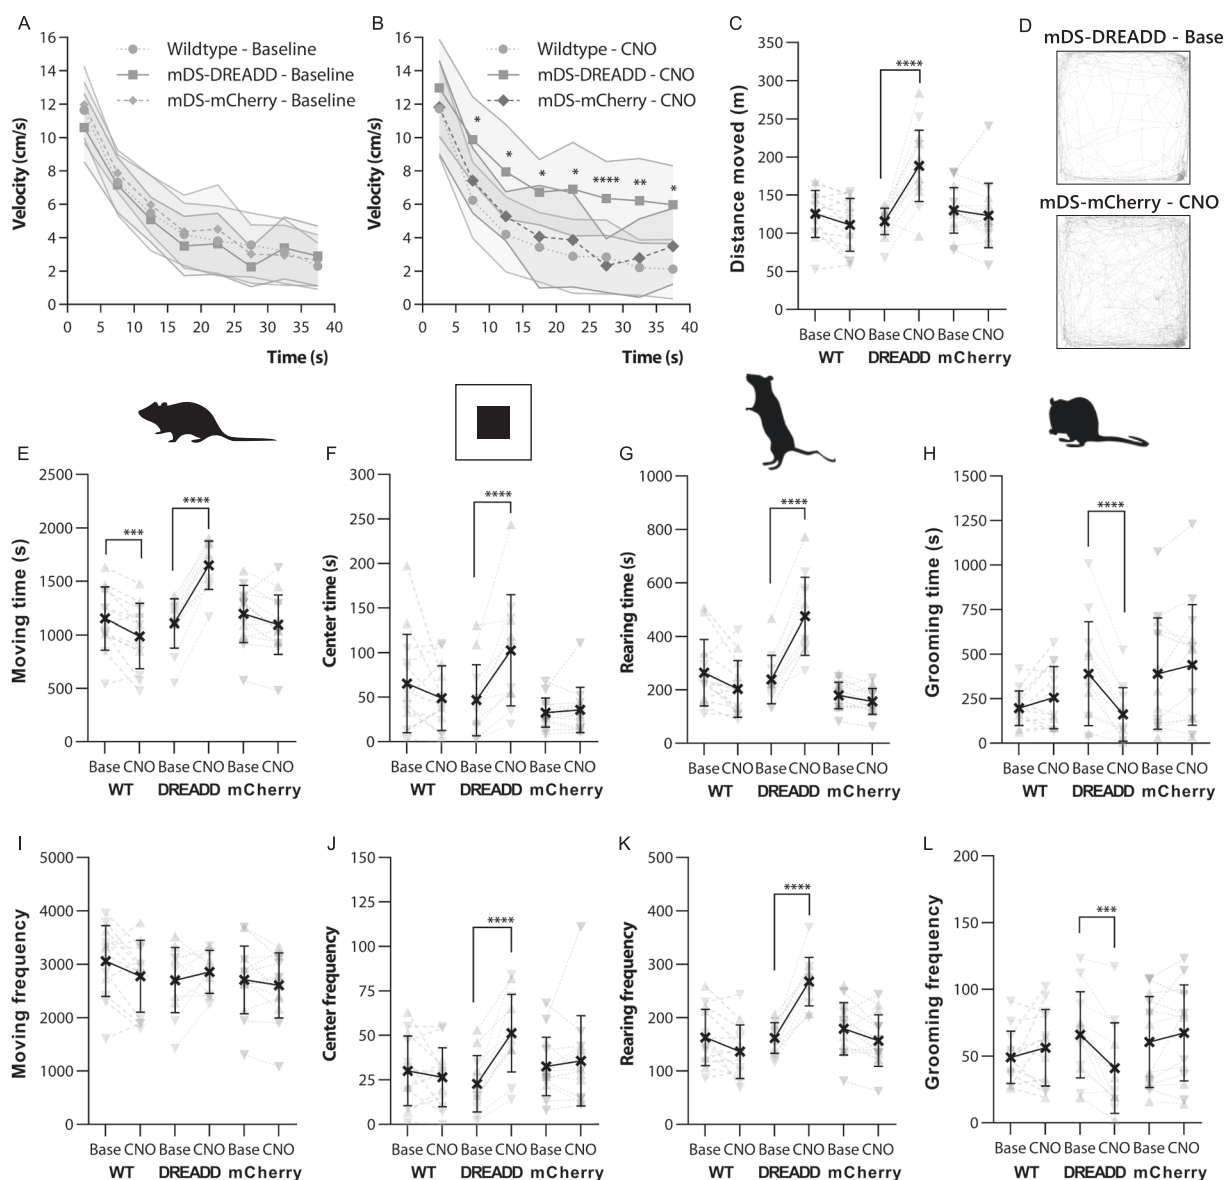 A
B
C
D
16
14
12
10
8
6
4
2
0
Velocity (cm/s)
Wildtype - Baseline
mDS-DREADD - Baseline
mDS-mCherry - Baseline
0 5 10 15 20 25 30 35 40
Time (s)
16
14
12
10
8
6
4
2
0
Velocity (cm/s)
Wildtype - CNO
mDS-DREADD - CNO
mDS-mCherry - CNO
* * * * **** ** *
0 5 10 15 20 25 30 35 40
Time (s)
350
300
250
200
150
100
50
0
Distance moved (m)
****
Base CNO Base CNO Base CNO
WT DREADD mCherry
mDS-DREADD - Base
mDS-mCherry - CNO
E
F
G
H
2500
2000
1500
1000
500
0
Moving time (s)
*** ****
Base CNO Base CNO Base CNO
WT DREADD mCherry
300
250
200
150
100
50
0
Center time (s)
****
Base CNO Base CNO Base CNO
WT DREADD mCherry
1000
800
600
400
200
0
Rearing time (s)
****
Base CNO Base CNO Base CNO
WT DREADD mCherry
1500
1250
1000
750
500
250
0
Grooming time (s)
****
Base CNO Base CNO Base CNO
WT DREADD mCherry
I
J
K
L
5000
4000
3000
2000
1000
0
Moving frequency
Base CNO Base CNO Base CNO
WT DREADD mCherry
150
125
100
75
50
25
0
Center frequency
****
Base CNO Base CNO Base CNO
WT DREADD mCherry
500
400
300
200
100
0
Rearing frequency
****
Base CNO Base CNO Base CNO
WT DREADD mCherry
200
150
100
50
0
Grooming frequency
***
Base CNO Base CNO Base CNO
WT DREADD mCherry